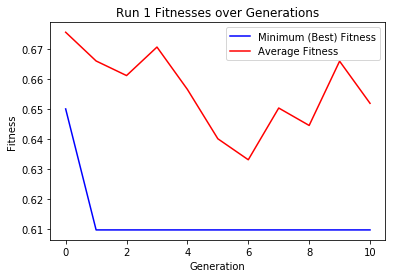 Run 1 Fitnesses over Generations
Minimum (Best) Fitness
Average Fitness
Fitness
0.67
0.66
0.65
0.64
0.63
0.62
0.61
0 2 4 6 8 10
Generation